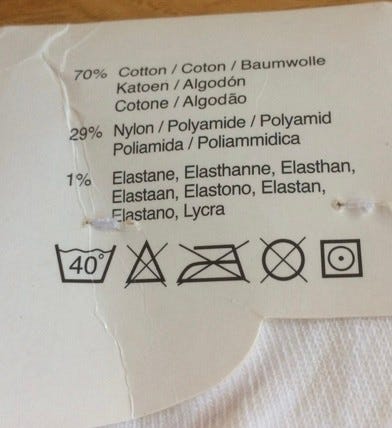 70% Cotton / Coton / Baumwolle
Katoen / Algodón
Cotone / Algodão
29% Nylon / Polyamide / Polyamid
Poliamida / Poliammidica
1% Elastane, Elasthanne, Elasthan,
Elastaan, Elastono, Elastan,
Elastano, Lycra
40°